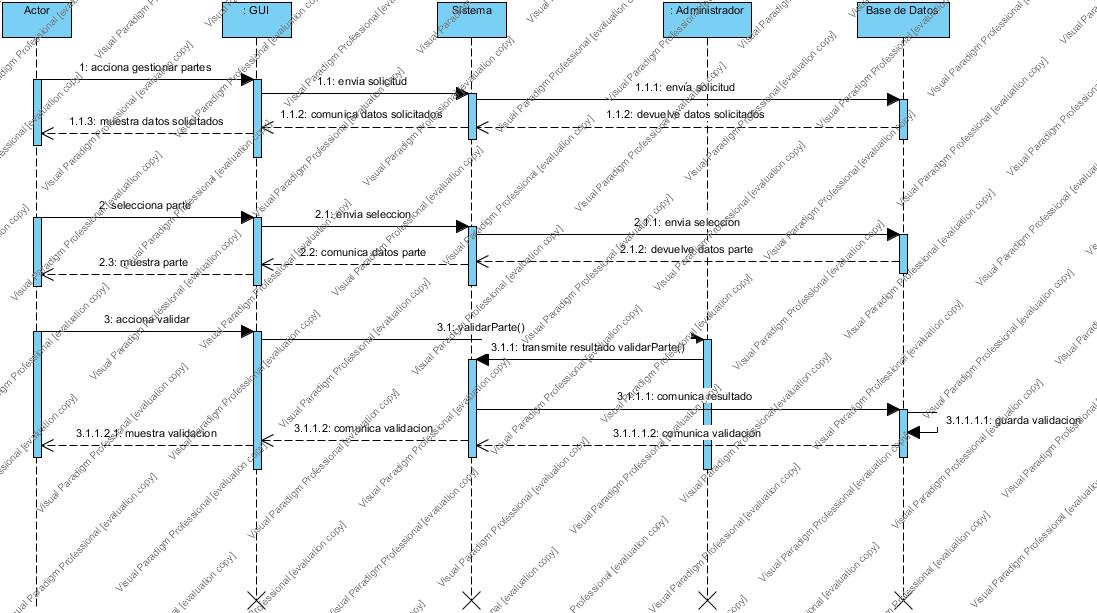 Actor
: GUI
Sistema
: Administrador
Base de Datos
1: acciona gestionar partes
1.1: envia solicitud
1.1.1: envia solicitud
1.1.2: devuelve datos solicitados
1.1.2: comunica datos solicitados
1.1.3: muestra datos solicitados
2: selecciona parte
2.1: envia seleccion
2.1.1: envia seleccion
2.1.2: devuelve datos parte
2.2: comunica datos parte
2.3: muestra parte
3: acciona validar
3.1: validarParte()
3.1.1: transmite resultado validarParte()
3.1.1.1: comunica resultado
3.1.1.1.1: guarda validacion
3.1.1.1.2: comunica validación
3.1.1.2: comunica validacion
3.1.1.2.1: muestra validacion
Visual Paradigm Professional [evaluation copy]